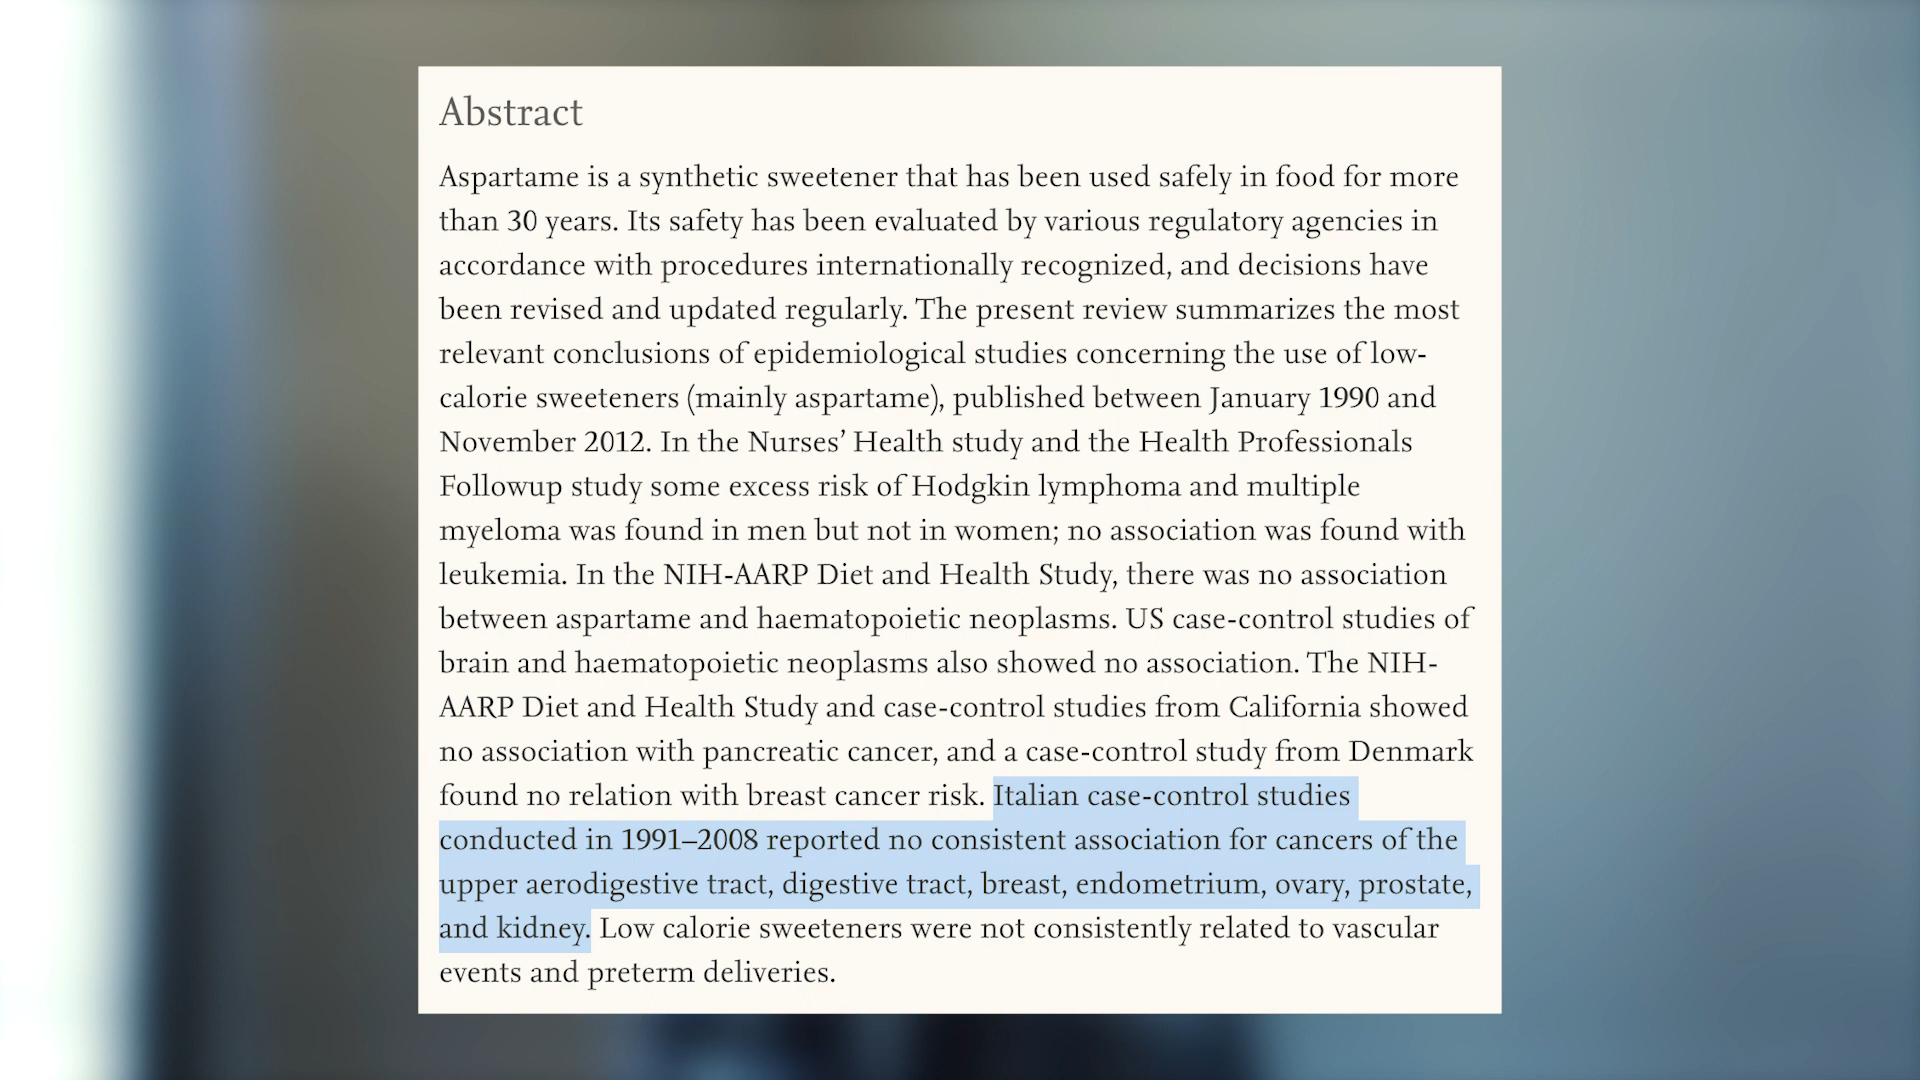 Abstract
Aspartame is a synthetic sweetener that has been used safely in food for more
than 30 years. Its safety has been evaluated by various regulatory agencies in
accordance with procedures internationally recognized, and decisions have
been revised and updated regularly. The present review summarizes the most
relevant conclusions of epidemiological studies concerning the use of low-
calorie sweeteners (mainly aspartame), published between January 1990 and
November 2012. In the Nurses’ Health study and the Health Professionals
Followup study some excess risk of Hodgkin lymphoma and multiple
myeloma was found in men but not in women; no association was found with
leukemia. In the NIH-AARP Diet and Health Study, there was no association
between aspartame and haematopoietic neoplasms. US case-control studies of
brain and haematopoietic neoplasms also showed no association. The NIH-
AARP Diet and Health Study and case-control studies from California showed
no association with pancreatic cancer, and a case-control study from Denmark
found no relation with breast cancer risk. Italian case-control studies
conducted in 1991–2008 reported no consistent association for cancers of the
upper aerodigestive tract, digestive tract, breast, endometrium, ovary, prostate,
and kidney. Low calorie sweeteners were not consistently related to vascular
events and preterm deliveries.